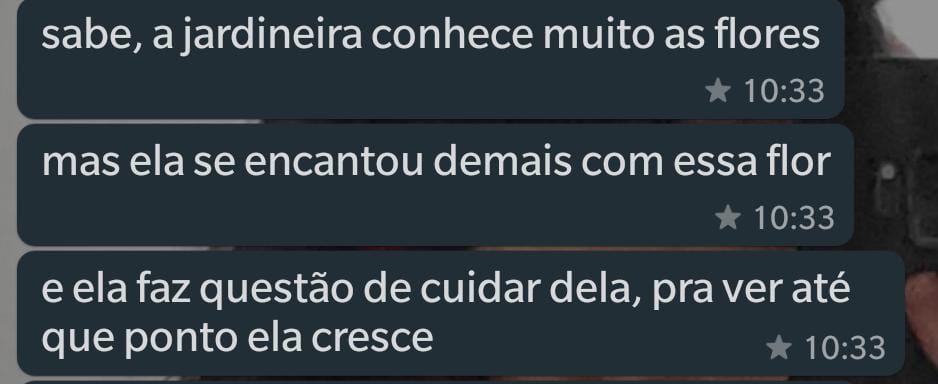 sabe, a jardineira conhece muito as flores
★ 10:33
mas ela se encantou demais com essa flor
★ 10:33
e ela faz questão de cuidar dela, pra ver até
que ponto ela cresce
★ 10:33